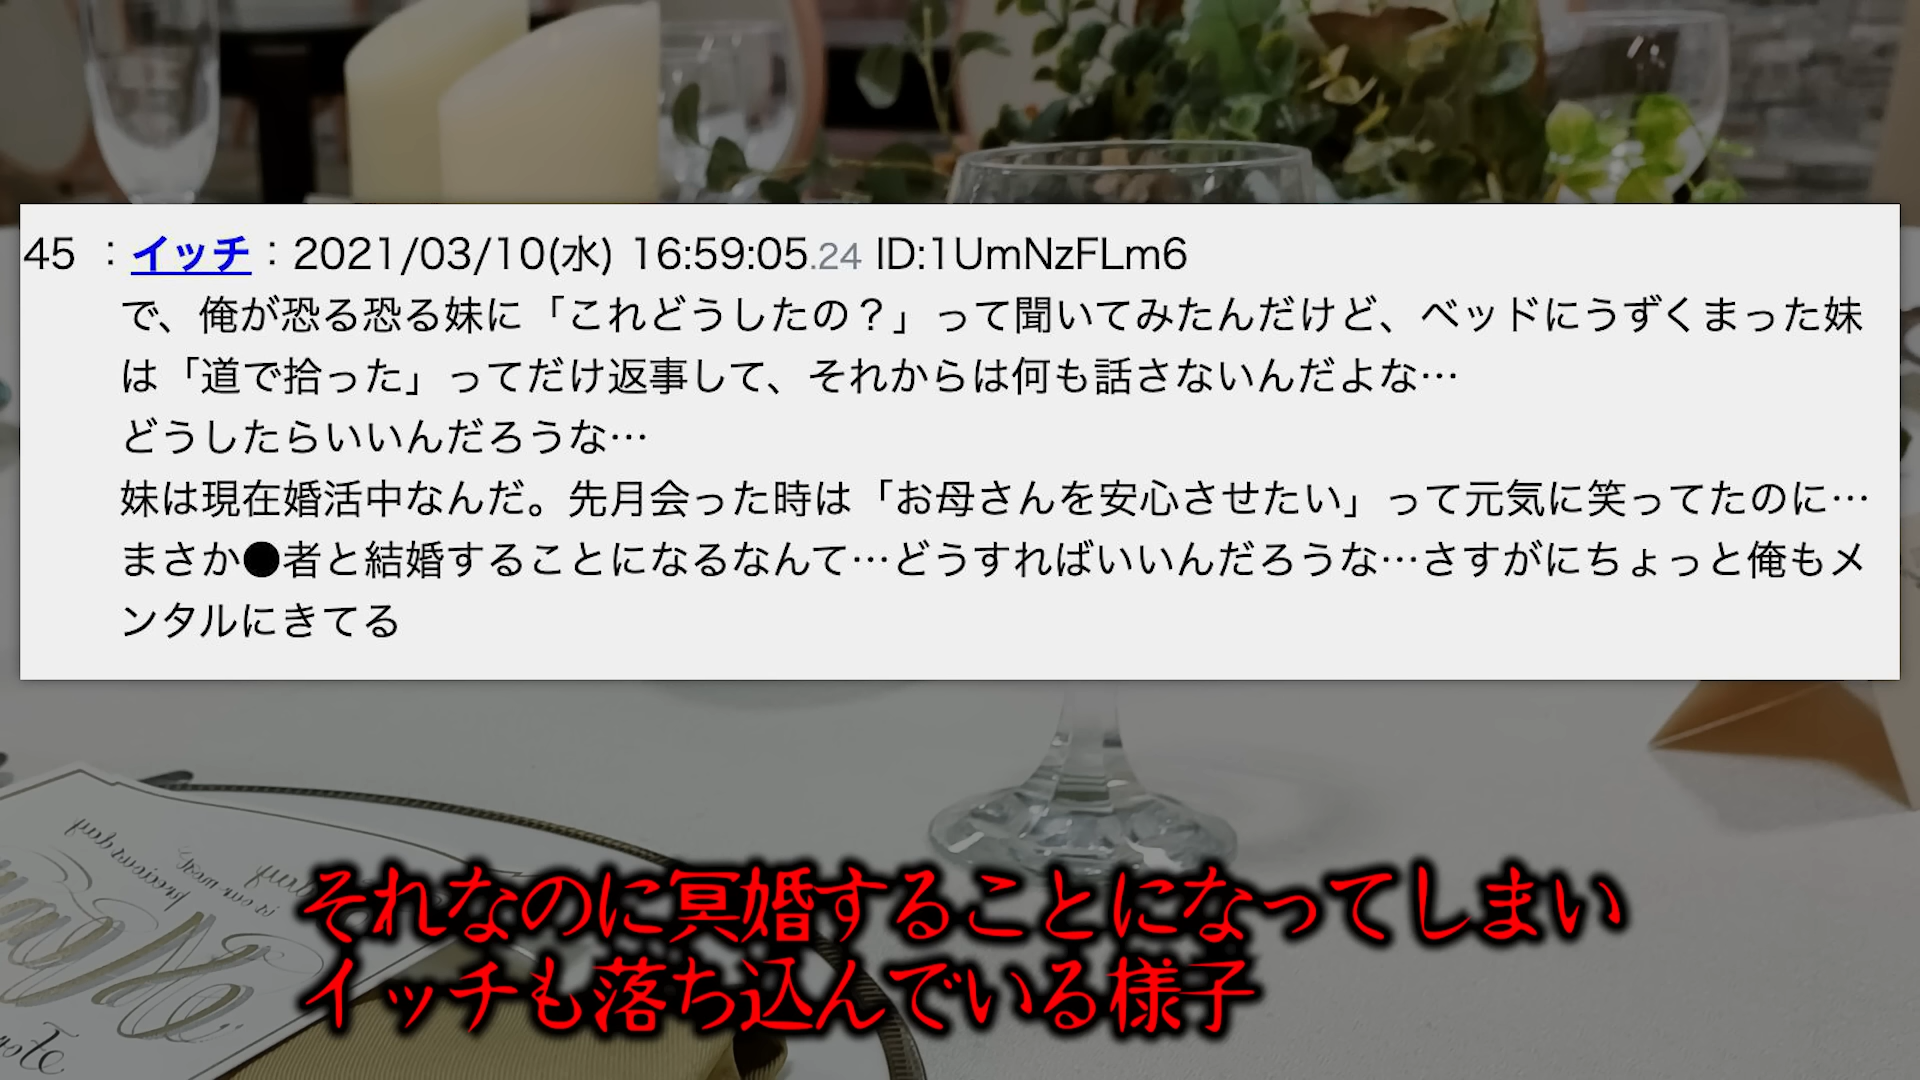 45 ：イッチ：2021/03/10(水) 16:59:05.24 ID:1UmNzFLm6
で、俺が恐る恐る妹に「これどうしたの？」って聞いてみたんだけど、ベッドにうずくまった妹
は「道で拾った」ってだけ返事して、それからは何も話さないんだよな…
どうしたらいいんだろうな…
妹は現在婚活中なんだ。先月会った時は「お母さんを安心させたい」って元気に笑ってたのに…
まさか●者と結婚することになるなんて…どうすればいいんだろうな…さすがにちょっと俺もメ
ンタルにきてる
precious day
is our most
それなのに冥婚することになってしまい
イッチも落ち込んでいる様子